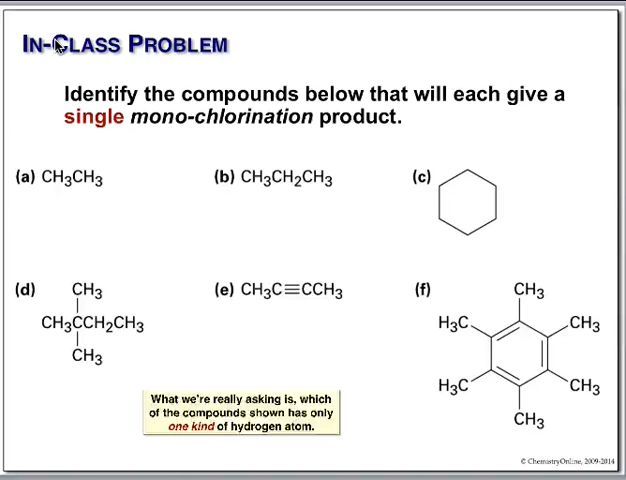 IN-CLASS PROBLEM
Identify the compounds below that will each give a
single mono-chlorination product.
(a) CH₃CH₃
(b) CH₃CH₂CH₃
(c)
(d)
CH₃
CH₃CCH₂CH₃
CH₃
(e) CH₃C≡CCH₃
(f)
CH₃
H₃C
CH₃
H₃C
CH₃
CH₃
What we're really asking is, which
of the compounds shown has only
one kind of hydrogen atom.
© ChemistryOnline, 2009-2014